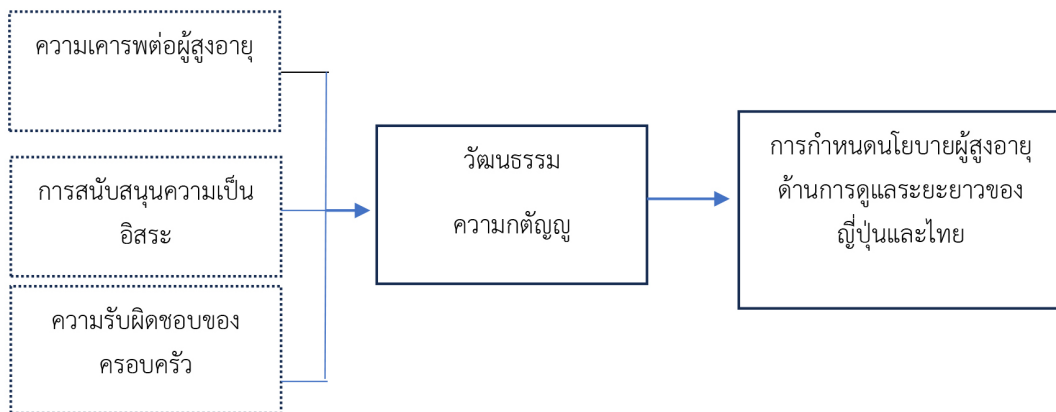 ความเคารพต่อผู้สูงอายุ
การสนับสนุนความเป็น
อิสระ
ความรับผิดชอบของ
ครอบครัว
วัฒนธรรม
ความกตัญญู
การกำหนดนโยบายผู้สูงอายุ
ด้านการดูแลระยะยาวของ
ญี่ปุ่นและไทย